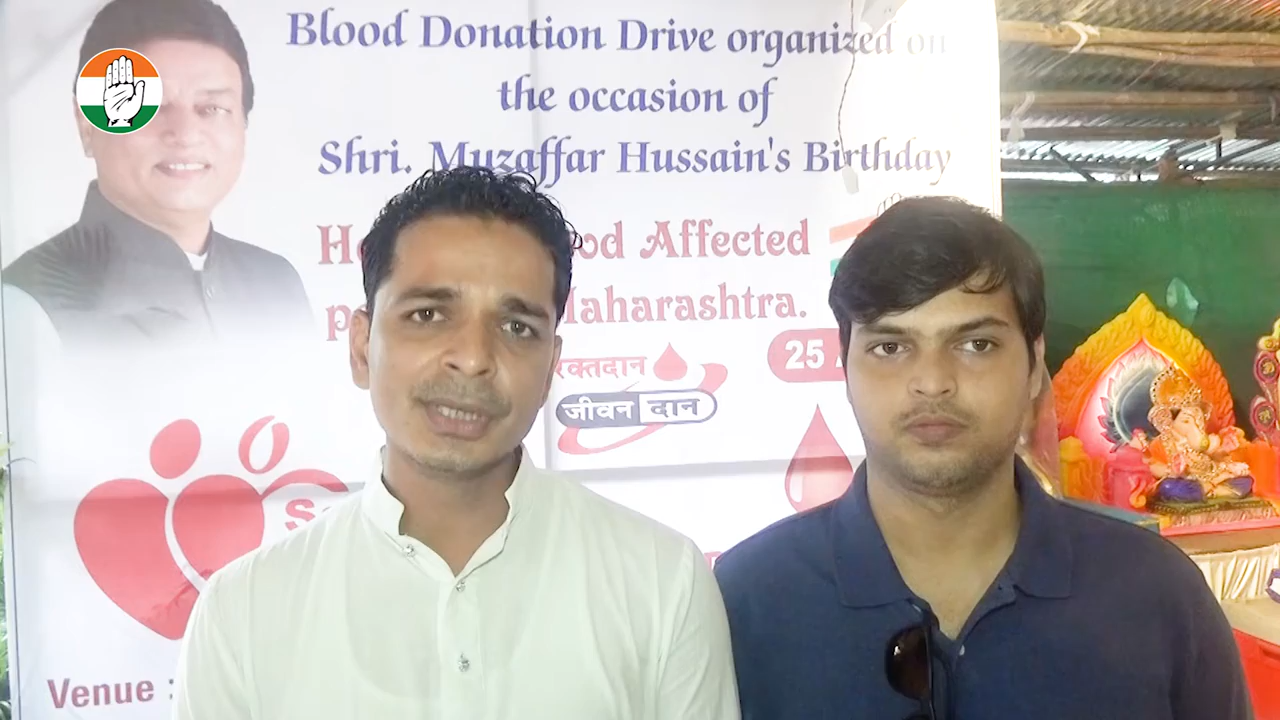 Blood Donation Drive organized on
the occasion of
Shri. Muzaffar Hussain's Birthday
Affected
Maharashtra.
25
रक्तदान
जीवन दान
Venue :